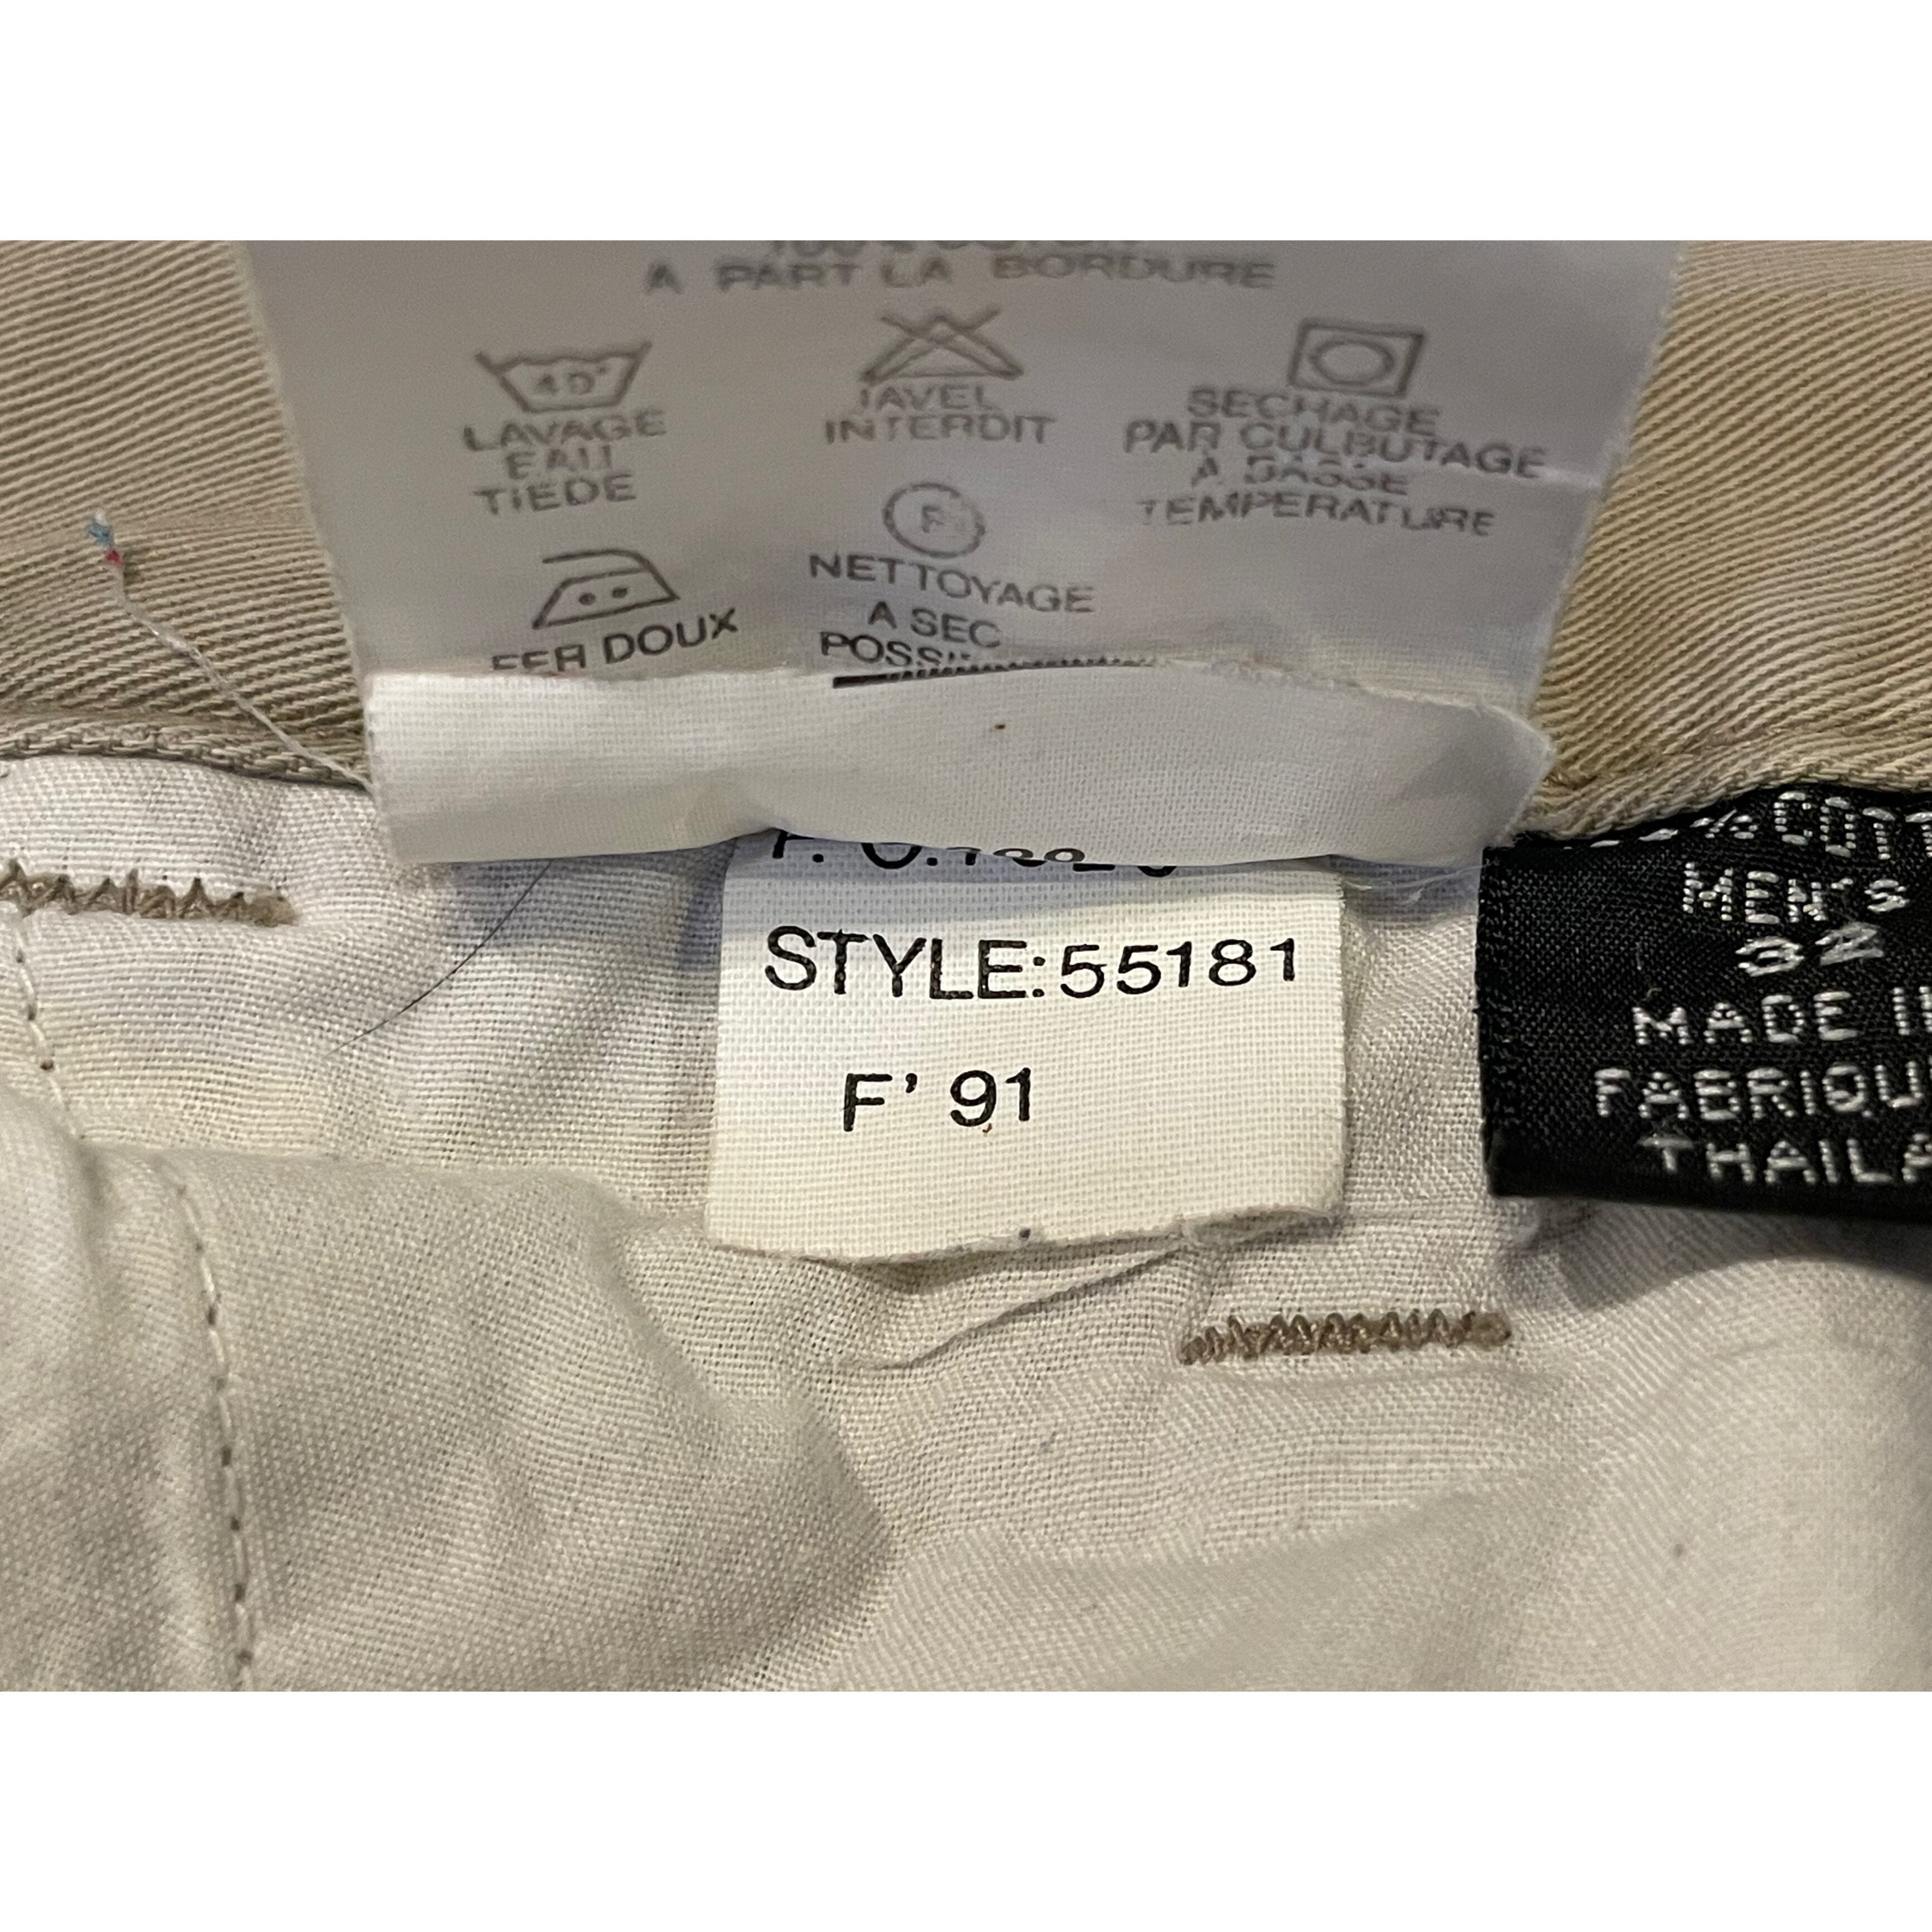 A PART LA BORDURE
40°
LAVAGE
EAU
TIEDE
JAVEL
INTERDIT
SECHAGE
PAR CULBUTAGE
A BASSE
TEMPERATURE
FER DOUX
NETTOYAGE
A SEC
STYLE:55181
F' 91
MEN'S
32
MADE